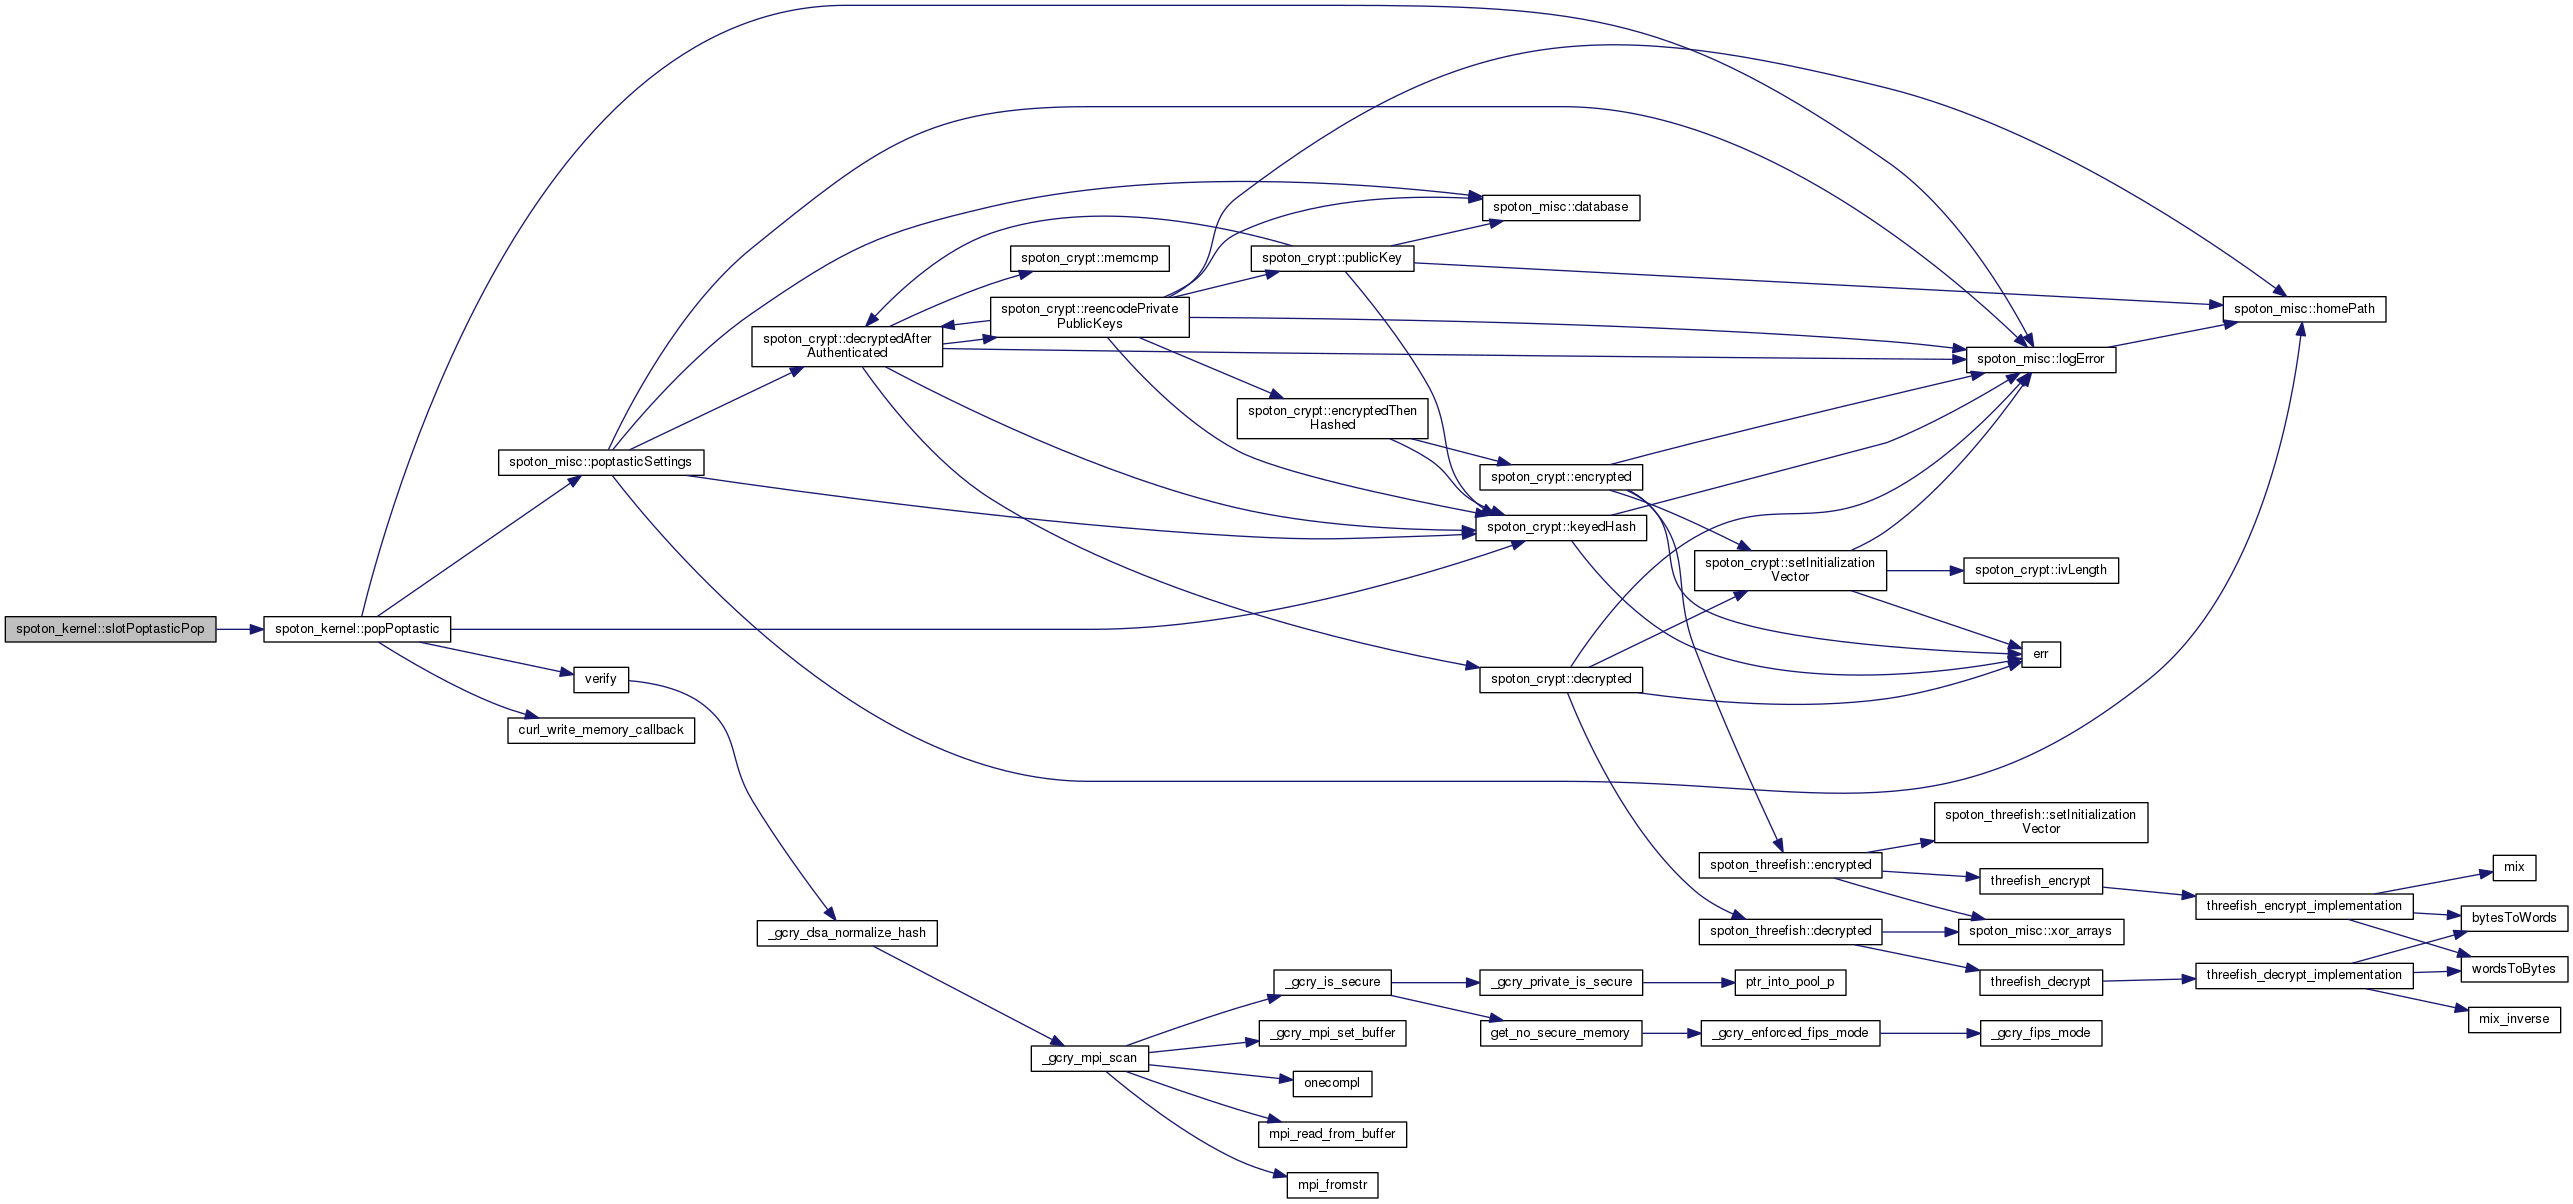 spoton_kernel::slotPoptasticPop
spoton_kernel::popPoptastic
spoton_misc::poptasticSettings
verify
curl_write_memory_callback
spoton_crypt::decryptedAfter
Authenticated
_gcry_dsa_normalize_hash
spoton_crypt::memcmp
spoton_crypt::reencodePrivate
PublicKeys
_gcry_mpi_scan
spoton_crypt::publicKey
spoton_crypt::encryptedThen
Hashed
_gcry_is_secure
_gcry_mpi_set_buffer
onecompl
mpi_read_from_buffer
mpi_fromstr
spoton_misc::database
spoton_crypt::encrypted
spoton_crypt::keyedHash
spoton_crypt::decrypted
_gcry_private_is_secure
get_no_secure_memory
spoton_crypt::setInitialization
Vector
spoton_threefish::encrypted
spoton_threefish::decrypted
ptr_into_pool_p
_gcry_enforced_fips_mode
spoton_misc::logError
spoton_crypt::ivLength
err
spoton_threefish::setInitialization
Vector
threefish_encrypt
spoton_misc::xor_arrays
threefish_decrypt
_gcry_fips_mode
spoton_misc::homePath
threefish_encrypt_implementation
threefish_decrypt_implementation
mix
bytesToWords
wordsToBytes
mix_inverse